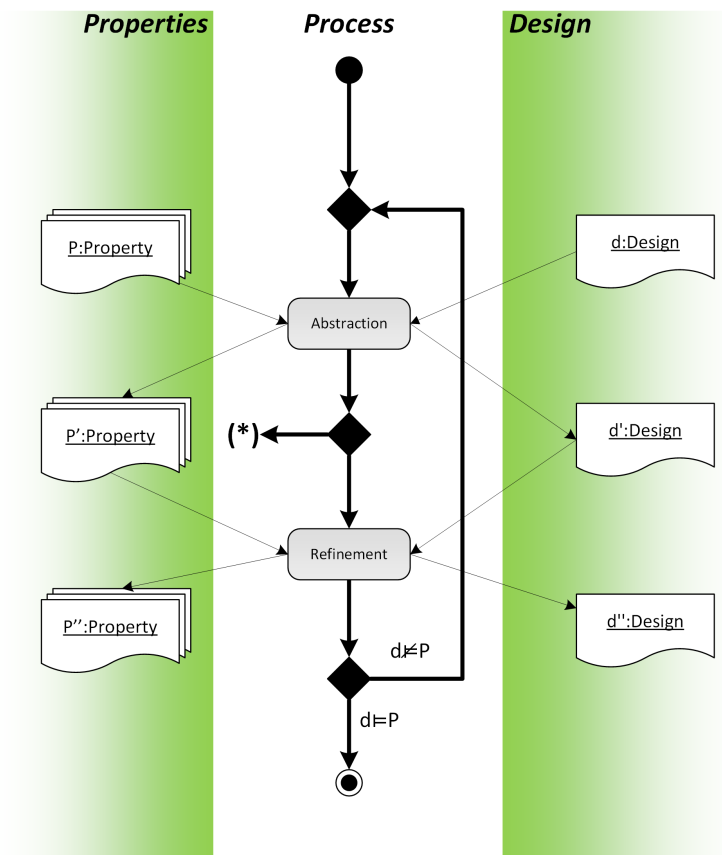 Properties
Process
Design
P:Property
d:Design
Abstraction
P':Property
(*)
d':Design
Refinement
P'':Property
d'':Design
d⊭P
d⊨P